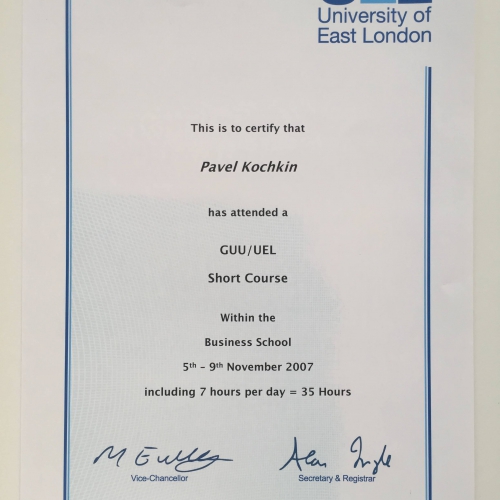 University of
East London
This is to certify that
Pavel Kochkin
has attended a
GUU/UEL
Short Course
Within the
Business School
5th – 9th November 2007
including 7 hours per day = 35 Hours
Vice-Chancellor
Secretary & Registrar